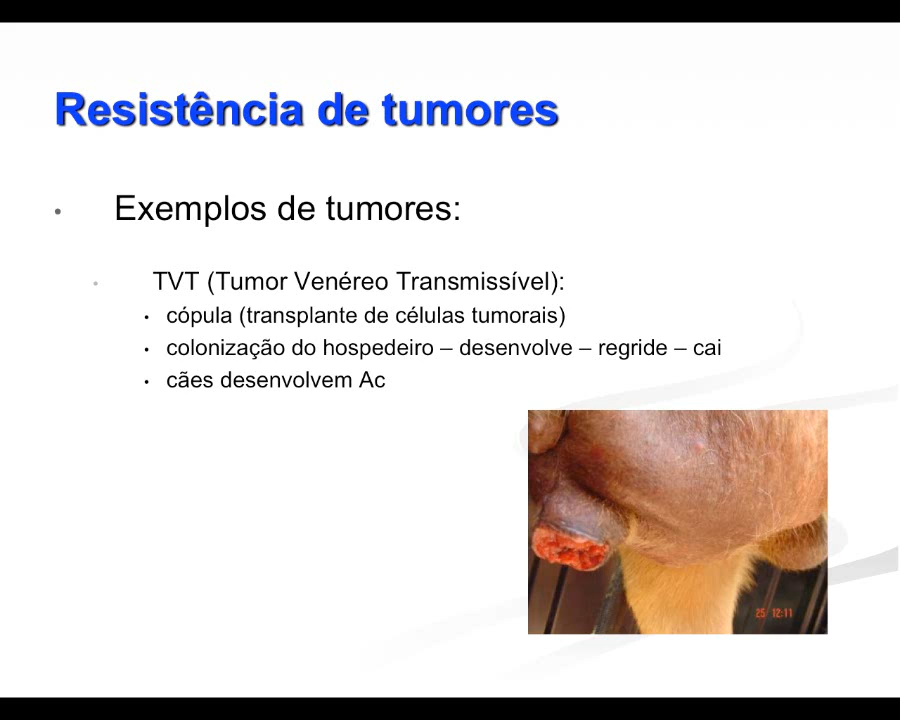 Resistência de tumores
• Exemplos de tumores:
• TVT (Tumor Venéreo Transmissível):
• cópula (transplante de células tumorais)
• colonização do hospedeiro – desenvolve – regride – cai
• cães desenvolvem Ac
25 12:11